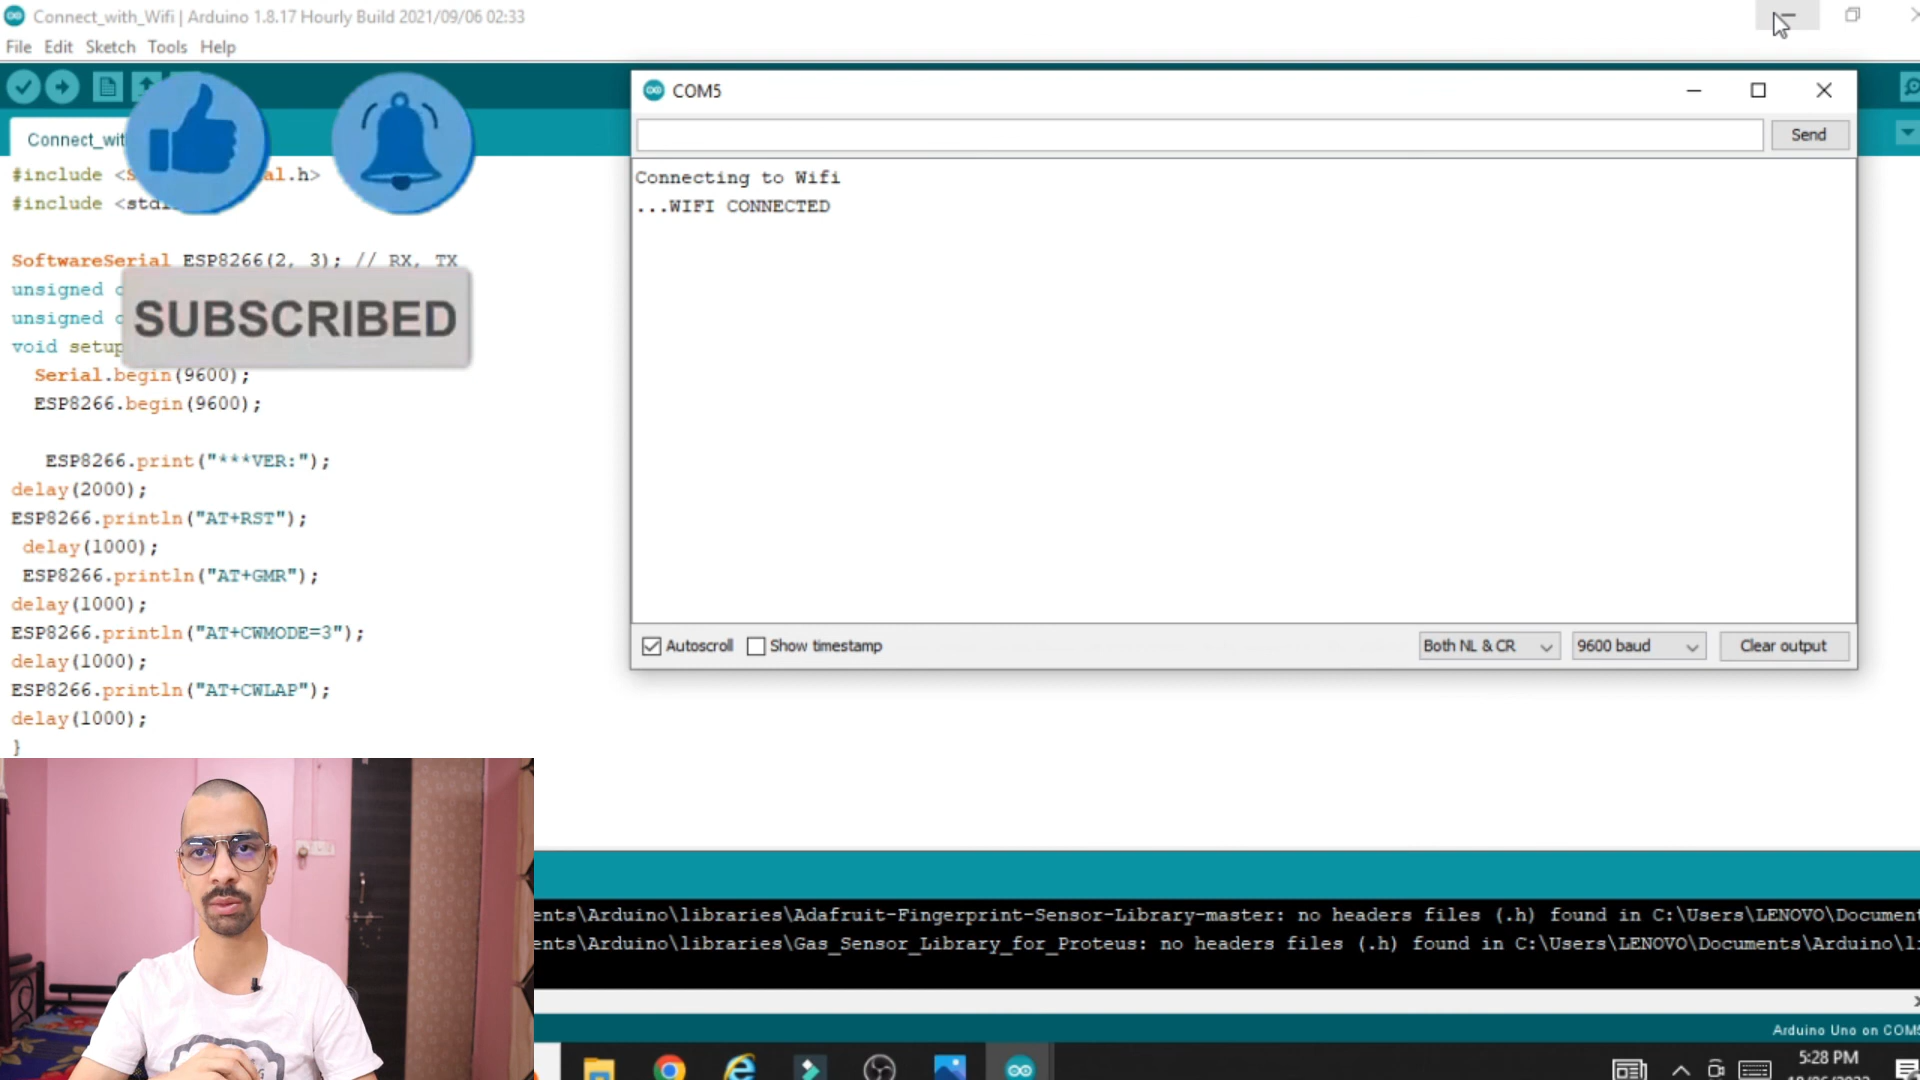 Connect_with_Wifi | Arduino 1.8.17 Hourly Build 2021/09/06 02:33
File Edit Sketch Tools Help
COM5
Send
#include
al.h>
#include
SoftwareSerial ESP8266(2, 3); // RX, TX
unsigned
unsigned
void setup
SUBSCRIBED
Serial.begin(9600);
ESP8266.begin(9600);
ESP8266.print("***VER:");
delay(2000);
ESP8266.println("AT+RST");
delay(1000);
ESP8266.println("AT+GMR");
delay(1000);
ESP8266.println("AT+CWMODE=3");
delay(1000);
ESP8266.println("AT+CWLAP");
delay(1000);
}
Connecting to Wifi
...WIFI CONNECTED
Autoscroll Show timestamp Both NL & CR 9600 baud Clear output
ents\Arduino\libraries\Adafruit-Fingerprint-Sensor-Library-master: no headers files (.h) found in C:\Users\LENOVO\Document
ents\Arduino\libraries\Gas_Sensor_Library_for_Proteus: no headers files (.h) found in C:\Users\LENOVO\Documents\Arduino\li
Arduino Uno on COM5
5:28 PM